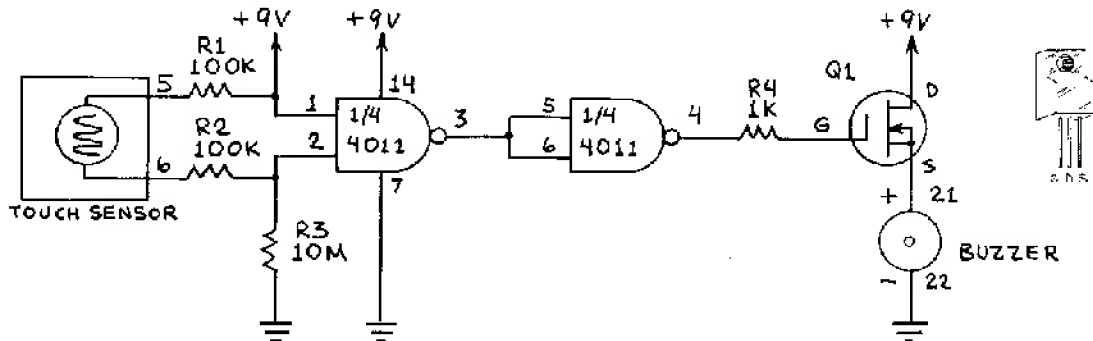 +9V
+9V
+9V
R1
100K
5
14
Q1
D
R4
1K
1
1/4
4011
2
3
5
1/4
4011
6
4
G
R2
100K
6
7
S
TOUCH SENSOR
+
21
R3
10M
BUZZER
-
22
G D S